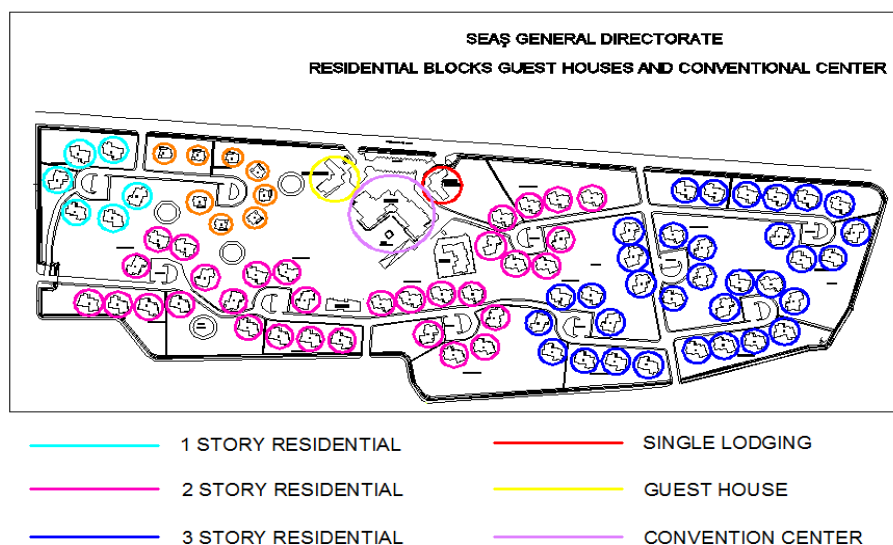 SEAŞ GENERAL DIRECTORATE
RESIDENTIAL BLOCKS GUEST HOUSES AND CONVENTIONAL CENTER
1 STORY RESIDENTIAL
SINGLE LODGING
2 STORY RESIDENTIAL
GUEST HOUSE
3 STORY RESIDENTIAL
CONVENTION CENTER